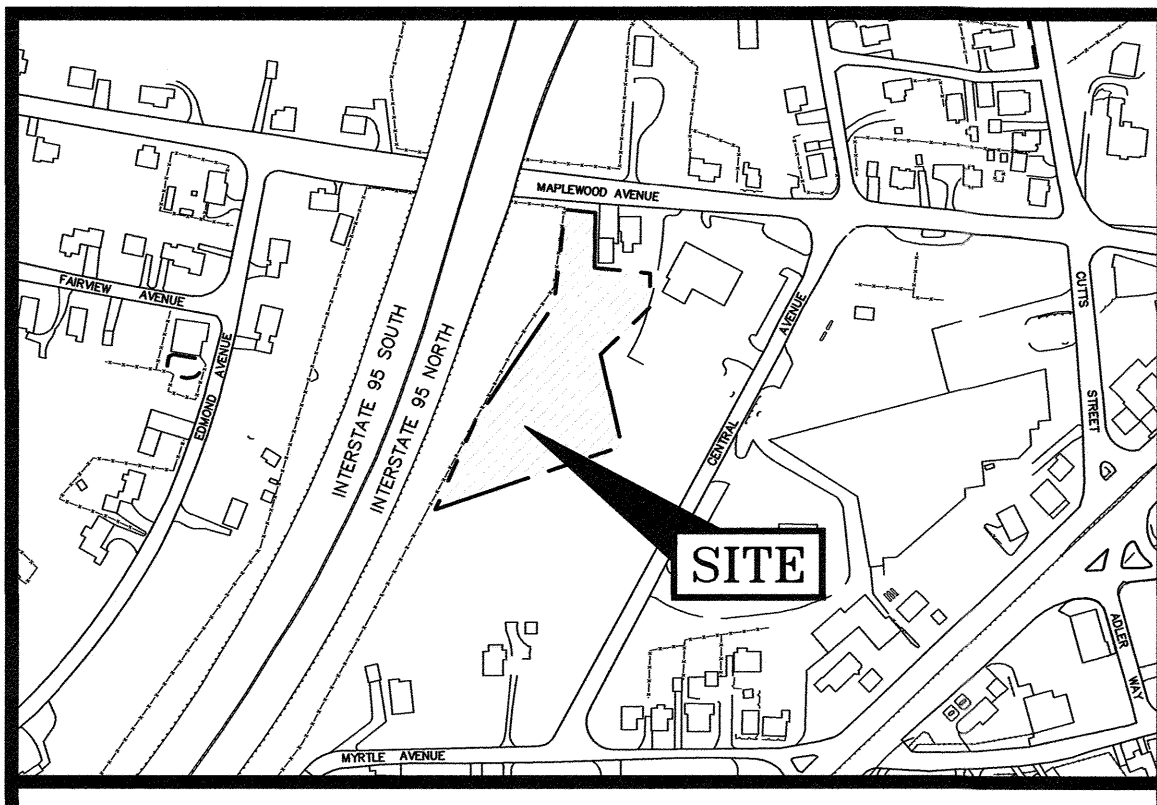 MAPLEWOOD AVENUE
FAIRVIEW AVENUE
EDMOND AVENUE
INTERSTATE 95 SOUTH
INTERSTATE 95 NORTH
CENTRAL AVENUE
CUTTS STREET
SITE
ADLER WAY
MYRTLE AVENUE